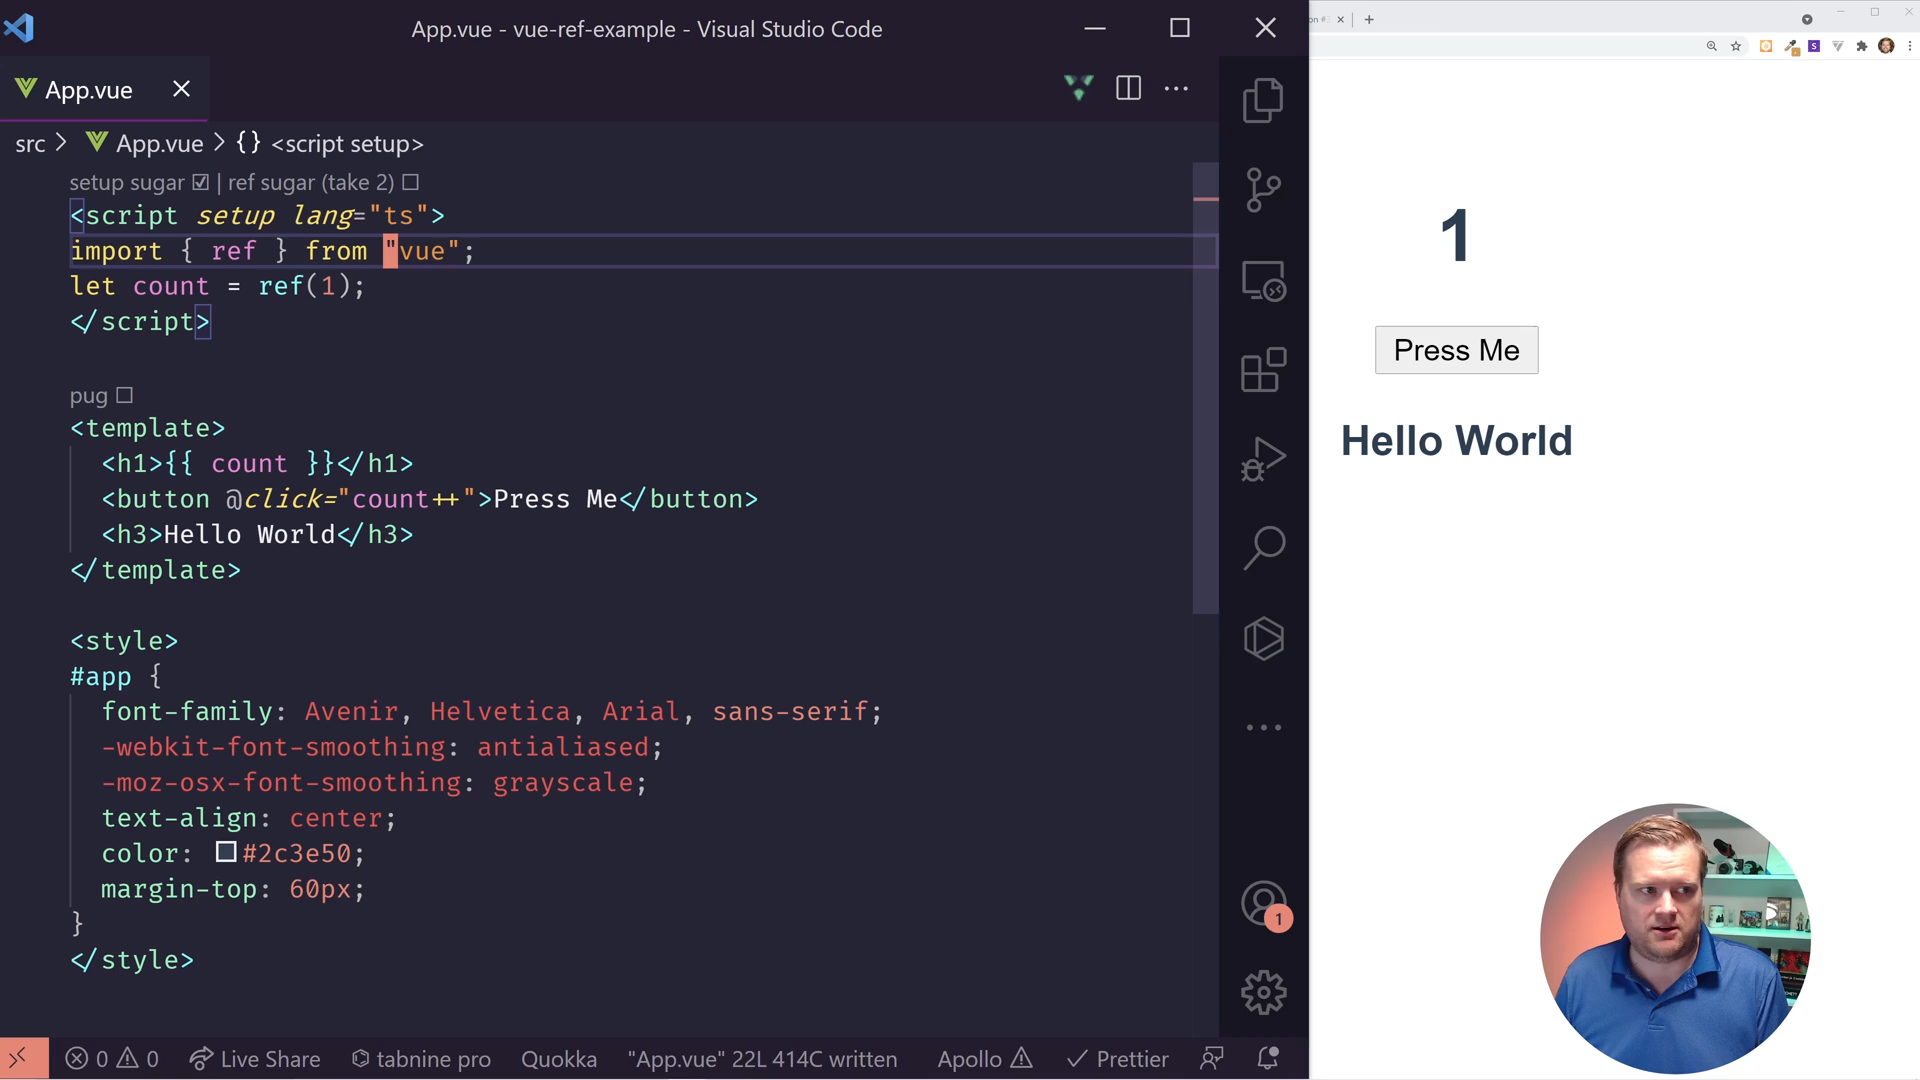 App.vue - vue-ref-example - Visual Studio Code
App.vue
src > App.vue > {} <script setup>
setup sugar ☑ | ref sugar (take 2) ☐
<script setup lang="ts">
import { ref } from "vue";
let count = ref(1);
</script>
pug ☐
<template>
<h1>{{ count }}</h1>
<button @click="count++">Press Me</button>
<h3>Hello World</h3>
</template>
<style>
#app {
font-family: Avenir, Helvetica, Arial, sans-serif;
-webkit-font-smoothing: antialiased;
-moz-osx-font-smoothing: grayscale;
text-align: center;
color: #2c3e50;
margin-top: 60px;
}
</style>
1
0 0 Live Share tabnine pro Quokka "App.vue" 22L 414C written Apollo Prettier
1
Press Me
Hello World